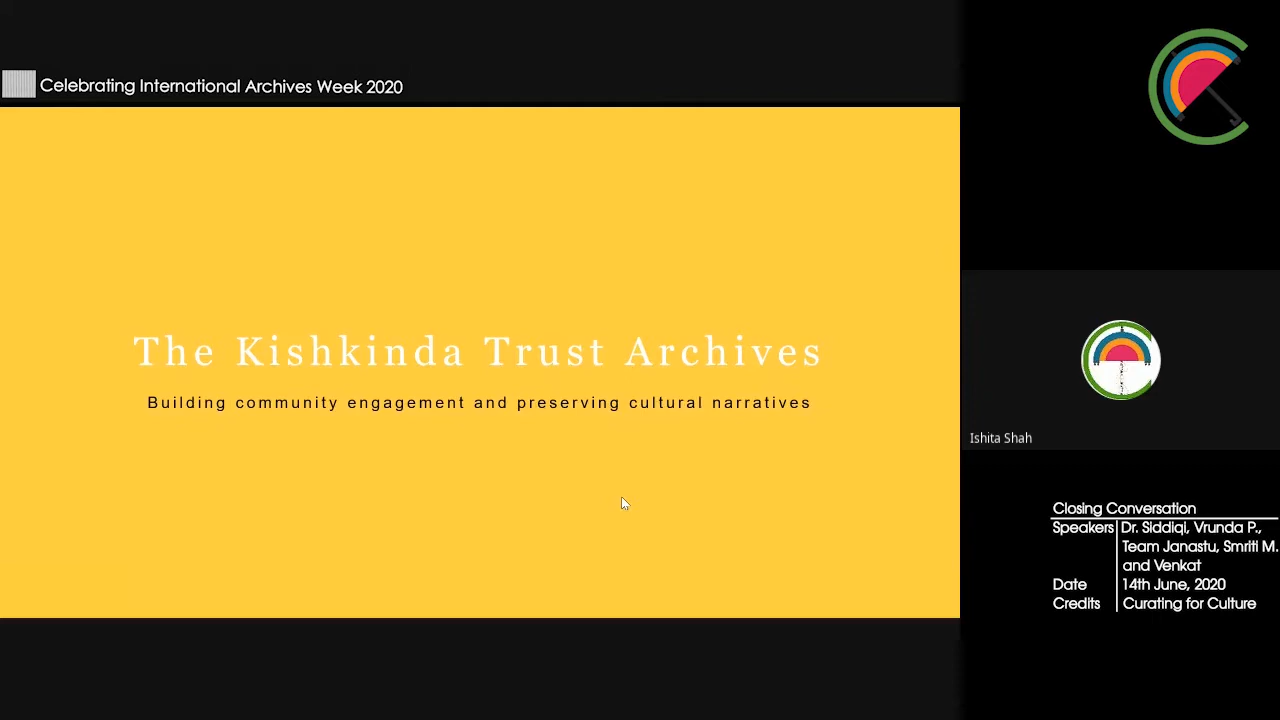 Celebrating International Archives Week 2020
The Kishkinda Trust Archives
Building community engagement and preserving cultural narratives
Ishita Shah
Closing Conversation
Speakers Dr. Siddiqi, Vrunda P.,
Team Janastu, Smriti M.
and Venkat
Date 14th June, 2020
Credits Curating for Culture